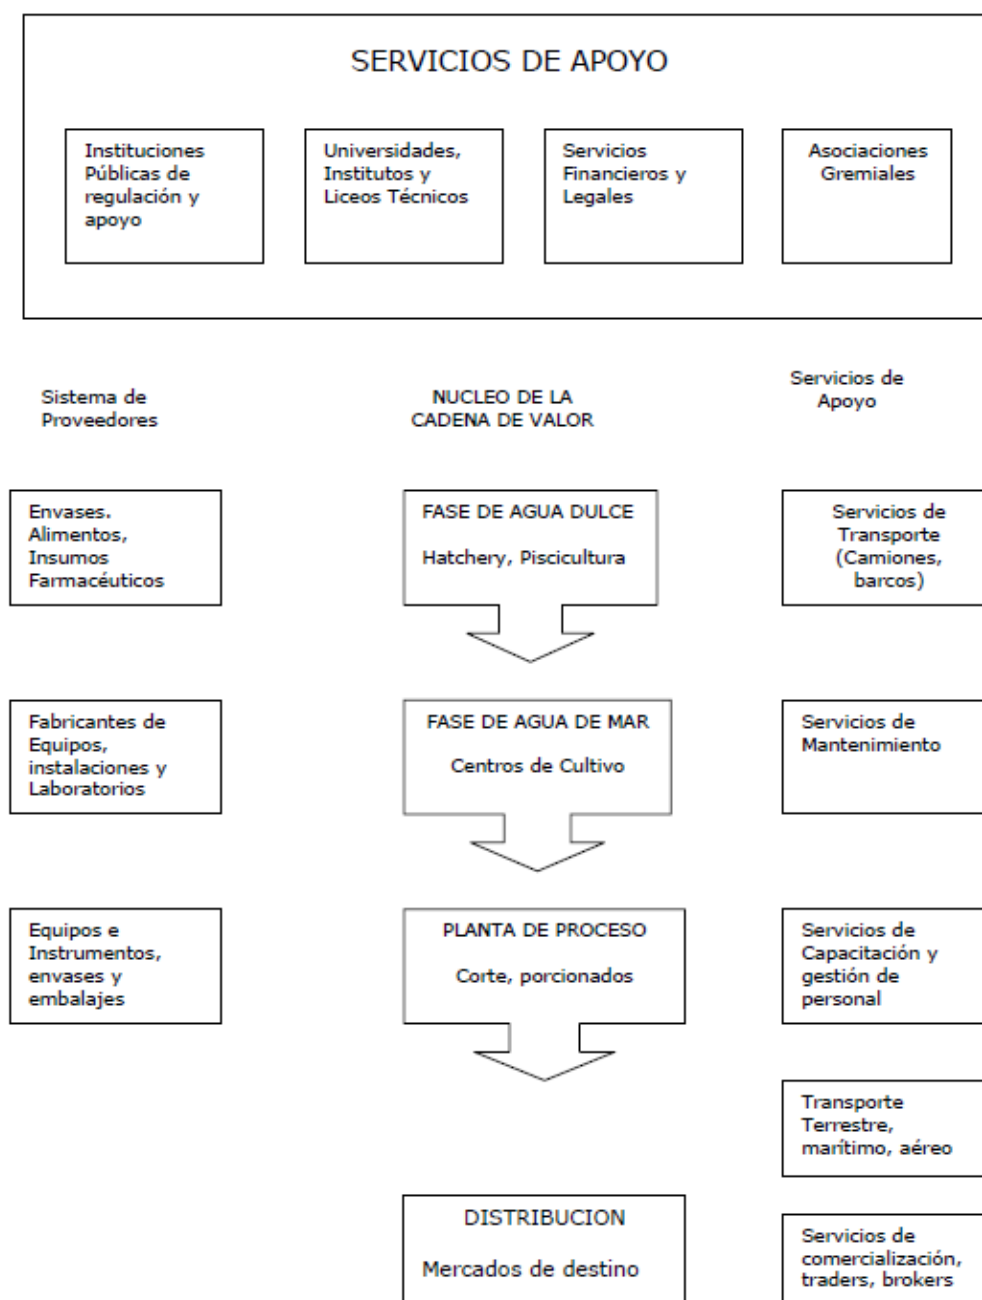 SERVICIOS DE APOYO
Instituciones
Públicas de
regulación y
apoyo
Universidades,
Institutos y
Liceos Técnicos
Servicios
Financieros y
Legales
Asociaciones
Gremiales
Sistema de
Proveedores
NUCLEO DE LA
CADENA DE VALOR
Servicios de
Apoyo
Envases.
Alimentos,
Insumos
Farmacéuticos
FASE DE AGUA DULCE
Hatchery, Piscicultura
Servicios de
Transporte
(Camiones,
barcos)
Fabricantes de
Equipos,
instalaciones y
Laboratorios
FASE DE AGUA DE MAR
Centros de Cultivo
Servicios de
Mantenimiento
Equipos e
Instrumentos,
envases y
embalajes
PLANTA DE PROCESO
Corte, porcionados
Servicios de
Capacitación y
gestión de
personal
Transporte
Terrestre,
marítimo, aéreo
DISTRIBUCION
Mercados de destino
Servicios de
comercialización,
traders, brokers